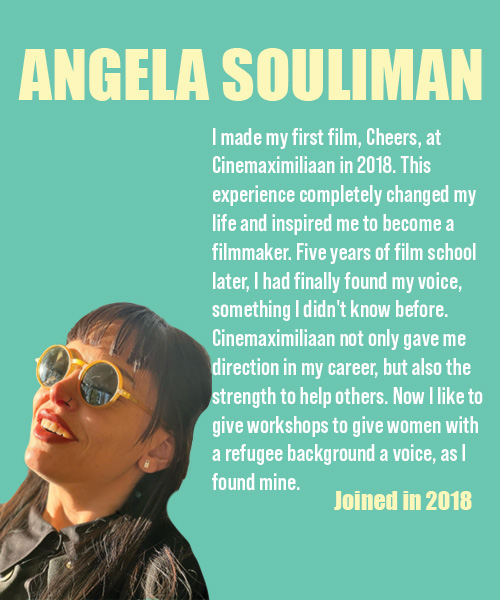 ANGELA SOULIMAN
I made my first film, Cheers, at
Cinemaximiliaan in 2018. This
experience completely changed my
life and inspired me to become a
filmmaker. Five years of film school
later, I had finally found my voice,
something I didn't know before.
Cinemaximiliaan not only gave me
direction in my career, but also the
strength to help others. Now I like to
give workshops to give women with
a refugee background a voice, as I
found mine.
Joined in 2018